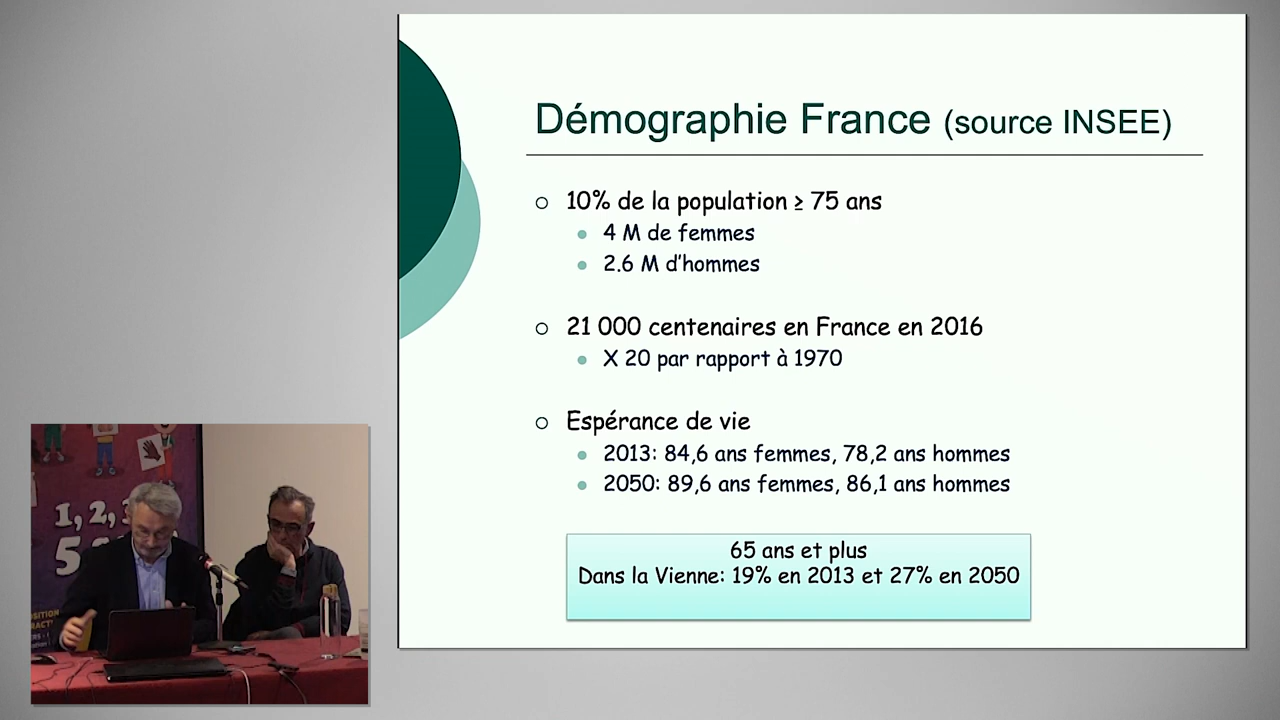 Démographie France (source INSEE)
10% de la population ≥ 75 ans
4 M de femmes
2.6 M d'hommes
21 000 centenaires en France en 2016
X 20 par rapport à 1970
Espérance de vie
2013: 84,6 ans femmes, 78,2 ans hommes
2050: 89,6 ans femmes, 86,1 ans hommes
65 ans et plus
Dans la Vienne: 19% en 2013 et 27% en 2050
1, 2,
5